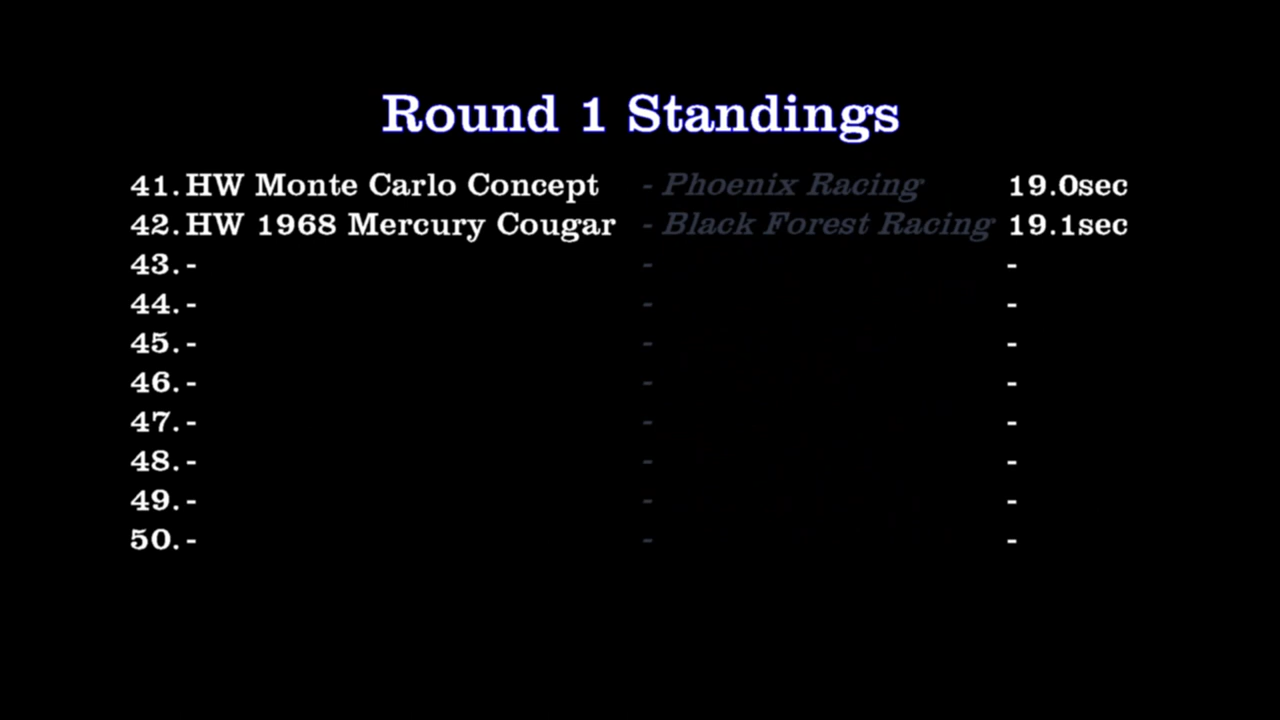 Round 1 Standings
41. HW Monte Carlo Concept - Phoenix Racing 19.0sec
42. HW 1968 Mercury Cougar - Black Forest Racing 19.1sec
43. - - -
44. - - -
45. - - -
46. - - -
47. - - -
48. - - -
49. - - -
50. - - -